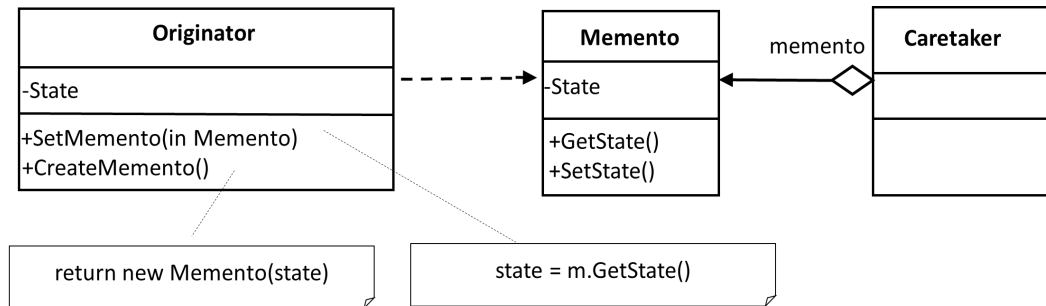 Originator
-State
+SetMemento(in Memento)
+CreateMemento()
Memento
-State
+GetState()
+SetState()
memento
Caretaker
return new Memento(state)
state = m.GetState()